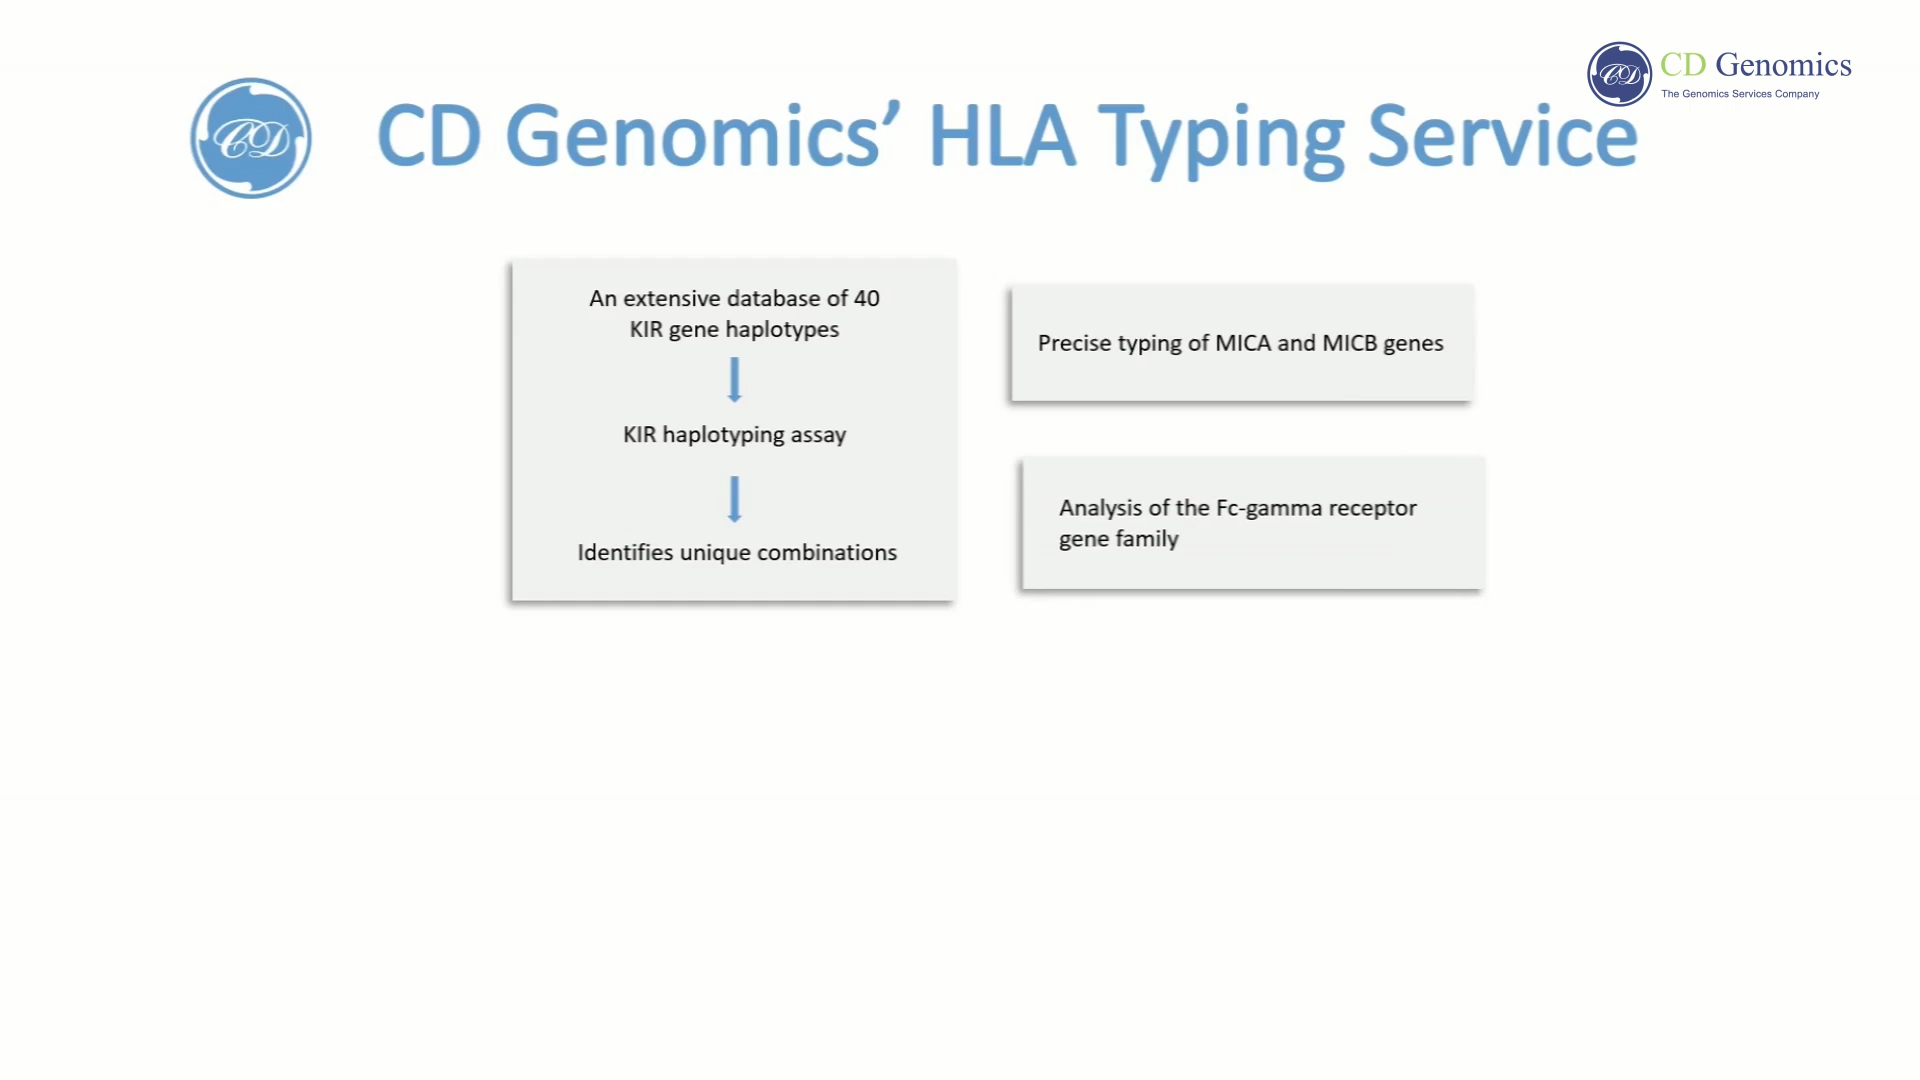 CD Genomics
The Genomics Services Company
CD
CD
CD Genomics’ HLA Typing Service
An extensive database of 40
KIR gene haplotypes
KIR haplotyping assay
Identifies unique combinations
Precise typing of MICA and MICB genes
Analysis of the Fc-gamma receptor
gene family